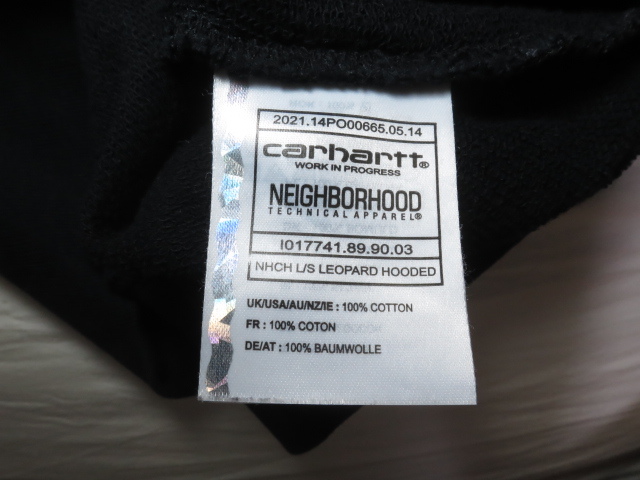 2021.14PO00665.05.14
carhartt®
WORK IN PROGRESS
NEIGHBORHOOD
TECHNICAL APPAREL®
I017741.89.90.03
NHCH L/S LEOPARD HOODED
UK/USA/AU/NZ/IE : 100% COTTON
FR : 100% COTON
DE/AT : 100% BAUMWOLLE